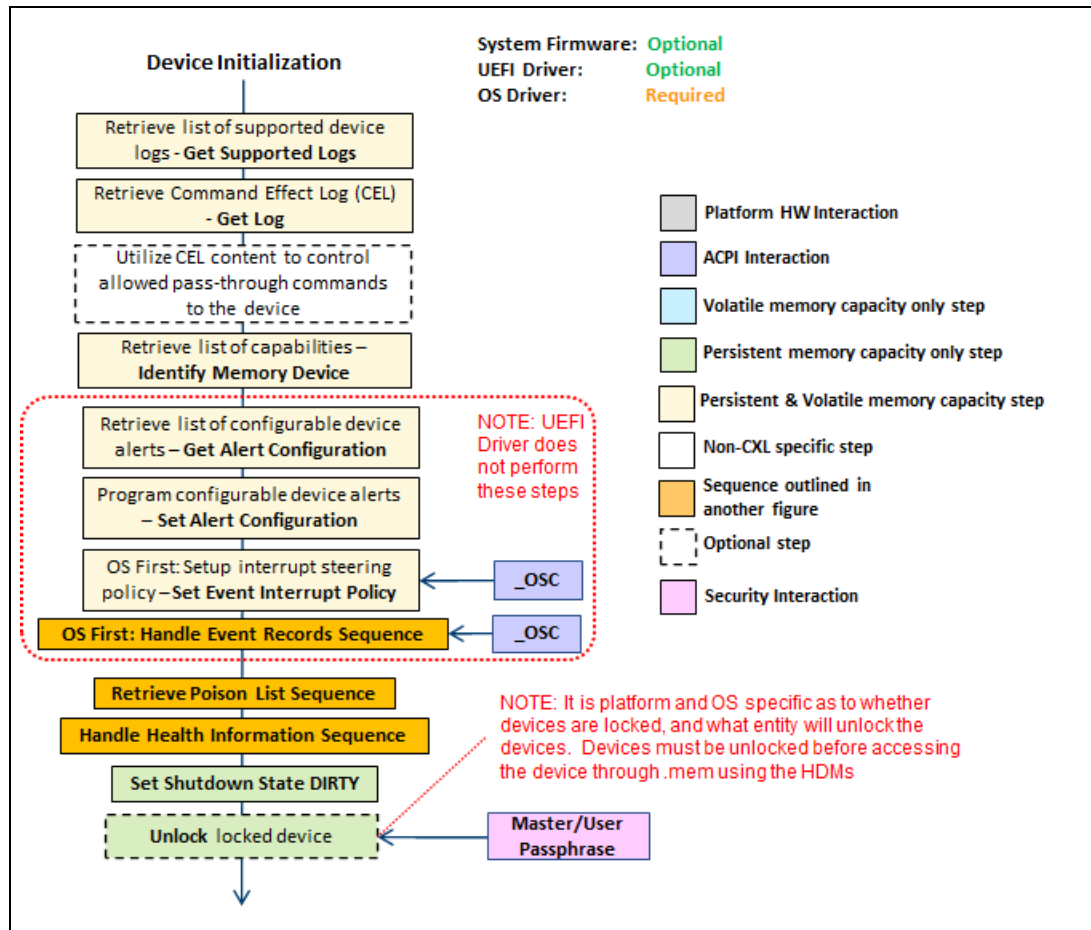 Device Initialization
System Firmware: Optional
UEFI Driver: Optional
OS Driver: Required
Retrieve list of supported device
logs - Get Supported Logs
Retrieve Command Effect Log (CEL)
- Get Log
Utilize CEL content to control
allowed pass-through commands
to the device
Retrieve list of capabilities –
Identify Memory Device
Retrieve list of configurable device
alerts – Get Alert Configuration
Program configurable device alerts
– Set Alert Configuration
OS First: Setup interrupt steering
policy – Set Event Interrupt Policy
_OSC
OS First: Handle Event Records Sequence
_OSC
NOTE: UEFI
Driver does
not perform
these steps
Retrieve Poison List Sequence
Handle Health Information Sequence
Set Shutdown State DIRTY
Unlock locked device
Master/User
Passphrase
NOTE: It is platform and OS specific as to whether
devices are locked, and what entity will unlock the
devices. Devices must be unlocked before accessing
the device through .mem using the HDMs
Platform HW Interaction
ACPI Interaction
Volatile memory capacity only step
Persistent memory capacity only step
Persistent & Volatile memory capacity step
Non-CXL specific step
Sequence outlined in
another figure
Optional step
Security Interaction